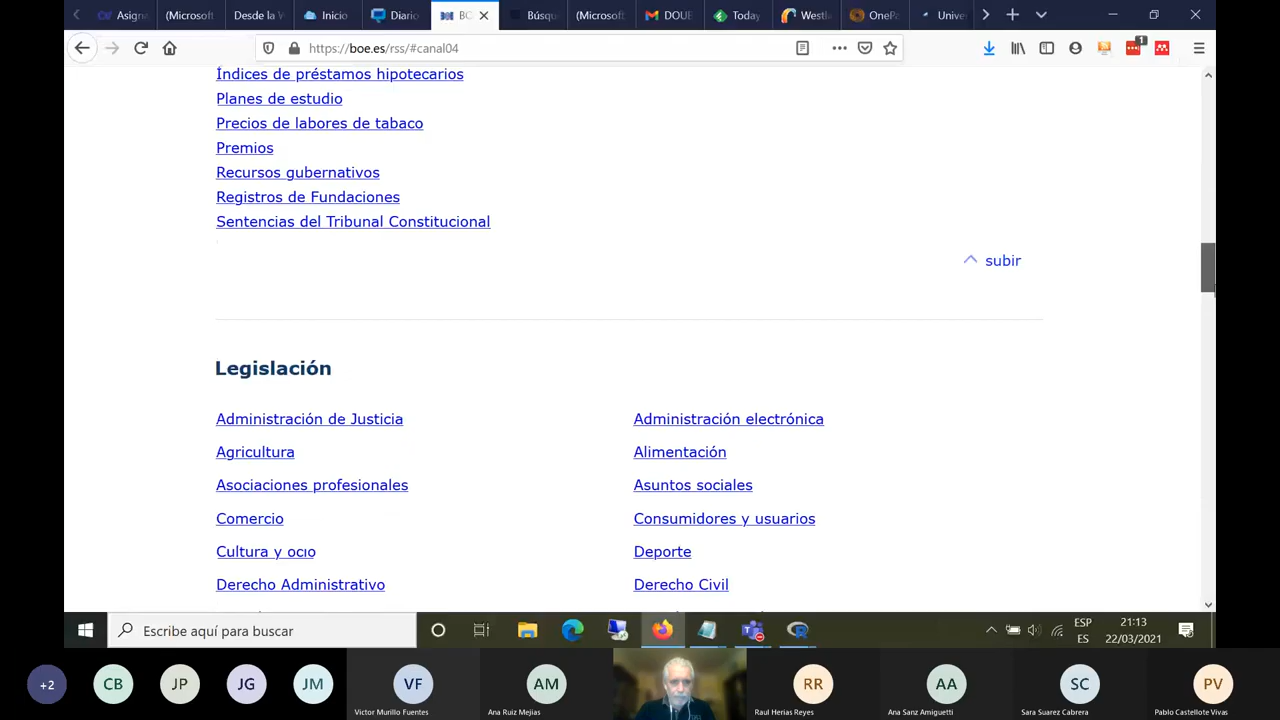 Asigna
(Microsoft
Desde la V
Inicio
Diario
BO
Búsqu
(Microsof
DOUE
Today
Westla
OnePa
Univer
https://boe.es/rss/#canal04
1
Índices de préstamos hipotecarios
Planes de estudio
Precios de labores de tabaco
Premios
Recursos gubernativos
Registros de Fundaciones
Sentencias del Tribunal Constitucional
subir
Legislación
Administración de Justicia
Administración electrónica
Agricultura
Alimentación
Asociaciones profesionales
Asuntos sociales
Comercio
Consumidores y usuarios
Cultura y ocio
Deporte
Derecho Administrativo
Derecho Civil
Escribe aquí para buscar
ESP
ES
21:13
22/03/2021
+2
CB
JP
JG
JM
VF
Victor Murillo Fuentes
AM
Ana Ruiz Mejias
RR
Raul Herias Reyes
AA
Ana Sanz Amiguetti
SC
Sara Suarez Cabrera
PV
Pablo Castellote Vivas